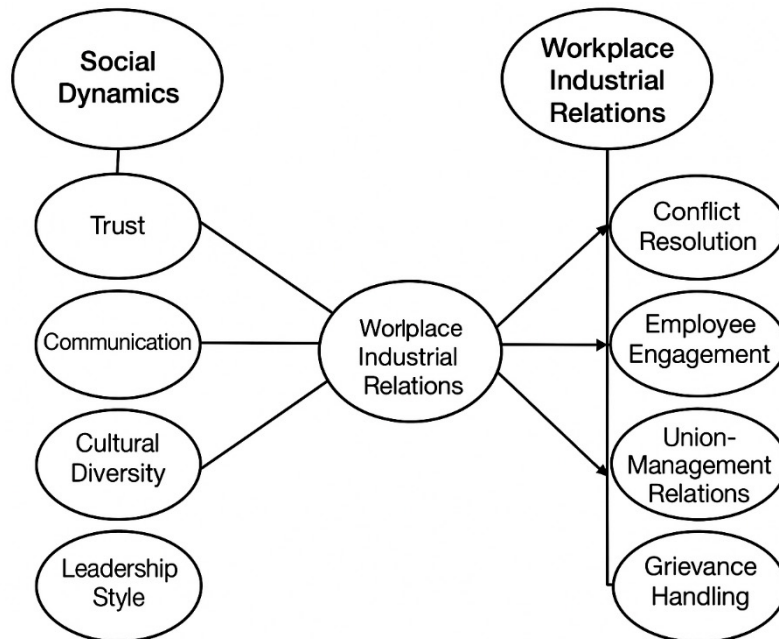 Social
Dynamics
Trust
Communication
Cultural
Diversity
Leadership
Style
Worlplace
Industrial
Relations
Workplace
Industrial
Relations
Conflict
Resolution
Employee
Engagement
Union-
Management
Relations
Grievance
Handling